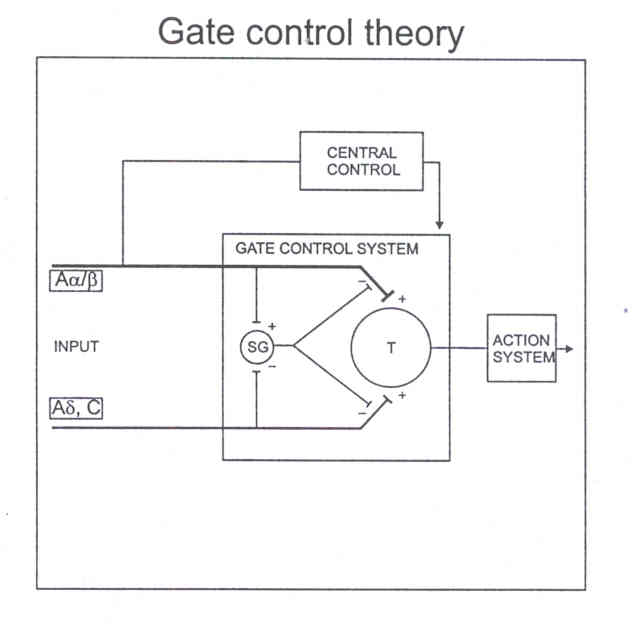 Gate control theory
CENTRAL
CONTROL
GATE CONTROL SYSTEM
Aα/β
−
+
+
INPUT
SG
T
ACTION
SYSTEM
−
Aδ, C
−
+